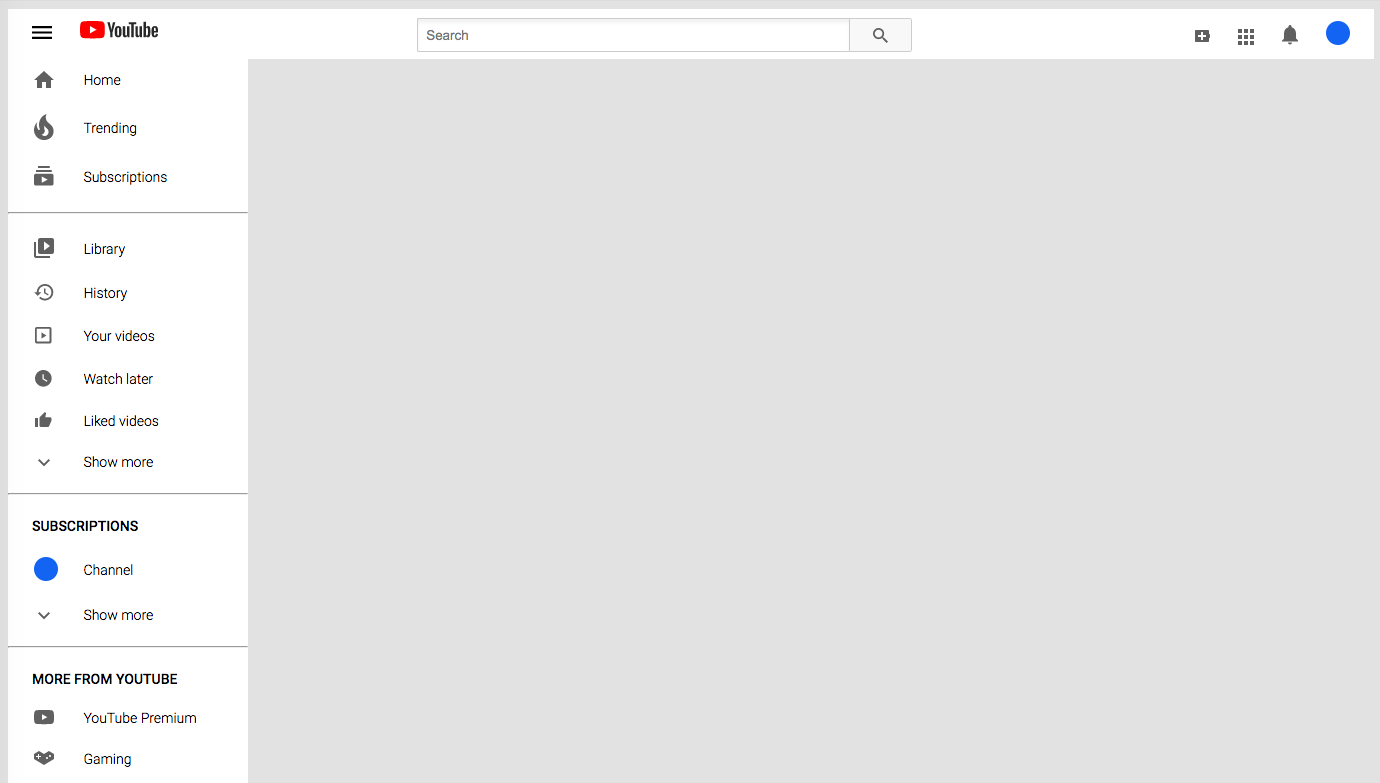 YouTube
Search
Home
Trending
Subscriptions
Library
History
Your videos
Watch later
Liked videos
Show more
SUBSCRIPTIONS
Channel
Show more
MORE FROM YOUTUBE
YouTube Premium
Gaming